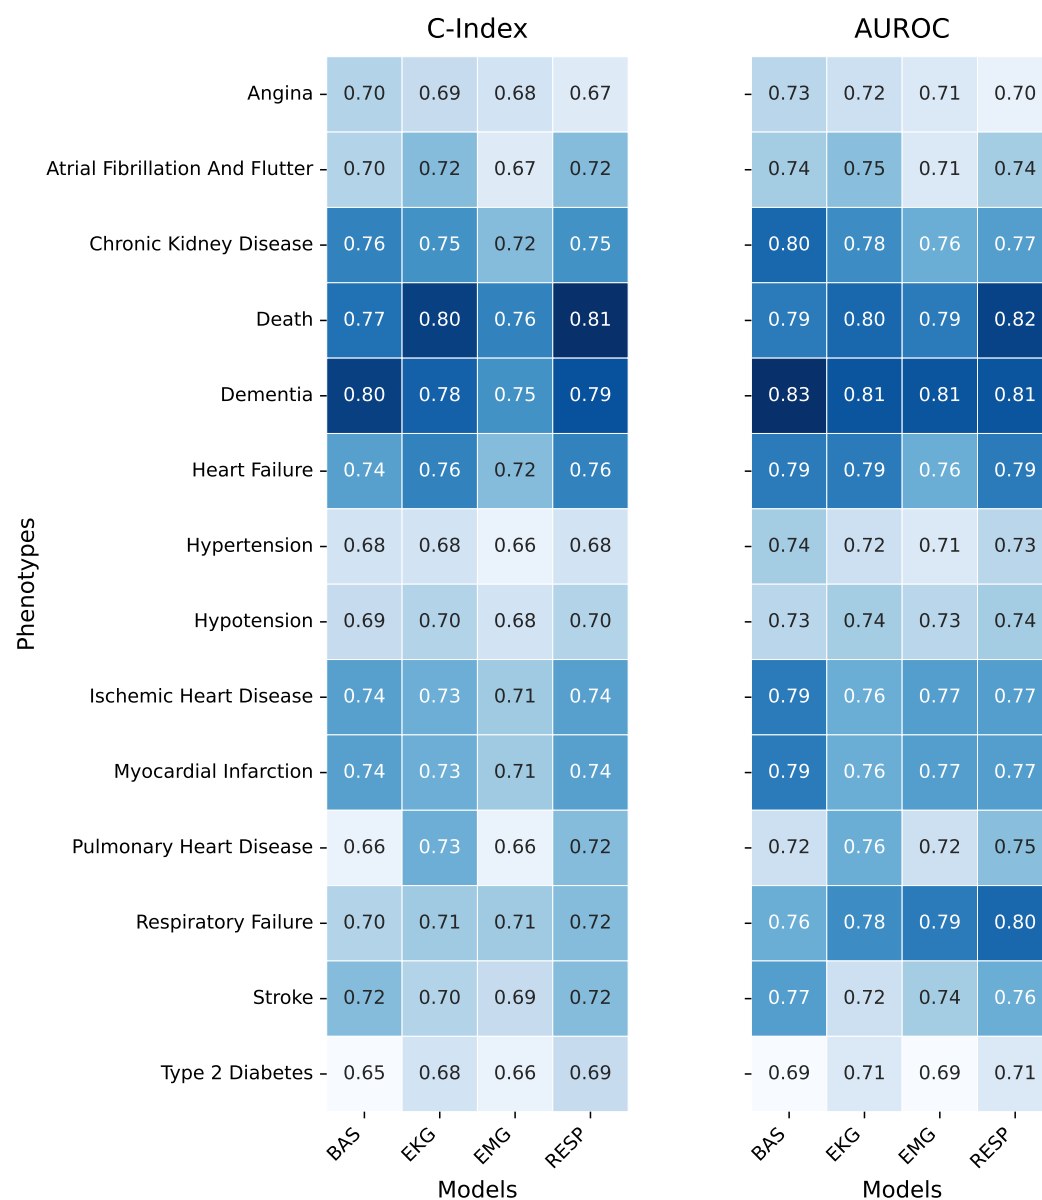 C-Index AUROC
Angina 0.70 0.69 0.68 0.67 0.73 0.72 0.71 0.70
Atrial Fibrillation And Flutter 0.70 0.72 0.67 0.72 0.74 0.75 0.71 0.74
Chronic Kidney Disease 0.76 0.75 0.72 0.75 0.80 0.78 0.76 0.77
Death 0.77 0.80 0.76 0.81 0.79 0.80 0.79 0.82
Dementia 0.80 0.78 0.75 0.79 0.83 0.81 0.81 0.81
Heart Failure 0.74 0.76 0.72 0.76 0.79 0.79 0.76 0.79
Hypertension 0.68 0.68 0.66 0.68 0.74 0.72 0.71 0.73
Phenotypes
Hypotension 0.69 0.70 0.68 0.70 0.73 0.74 0.73 0.74
Ischemic Heart Disease 0.74 0.73 0.71 0.74 0.79 0.76 0.77 0.77
Myocardial Infarction 0.74 0.73 0.71 0.74 0.79 0.76 0.77 0.77
Pulmonary Heart Disease 0.66 0.73 0.66 0.72 0.72 0.76 0.72 0.75
Respiratory Failure 0.70 0.71 0.71 0.72 0.76 0.78 0.79 0.80
Stroke 0.72 0.70 0.69 0.72 0.77 0.72 0.74 0.76
Type 2 Diabetes 0.65 0.68 0.66 0.69 0.69 0.71 0.69 0.71
BAS EKG EMG RESP BAS EKG EMG RESP
Models Models